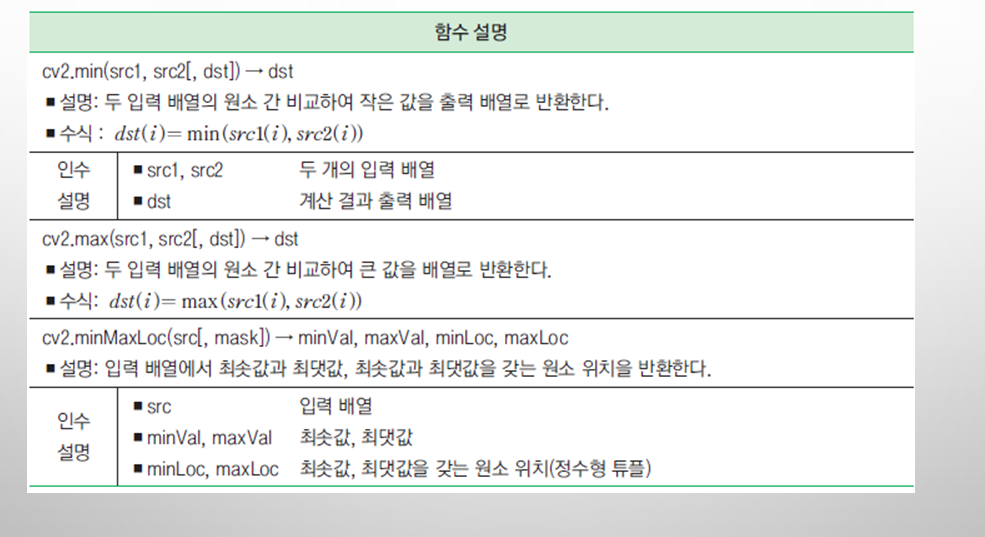 함수 설명
cv2.min(src1, src2[, dst]) → dst
■ 설명: 두 입력 배열의 원소 간 비교하여 작은 값을 출력 배열로 반환한다.
■ 수식 : dst(i)= min(src1(i), src2(i))
인수 설명
■ src1, src2 두 개의 입력 배열
■ dst 계산 결과 출력 배열
cv2.max(src1, src2[, dst]) → dst
■ 설명: 두 입력 배열의 원소 간 비교하여 큰 값을 배열로 반환한다.
■ 수식: dst(i)= max(src1(i), src2(i))
cv2.minMaxLoc(src[, mask]) → minVal, maxVal, minLoc, maxLoc
■ 설명: 입력 배열에서 최솟값과 최댓값, 최솟값과 최댓값을 갖는 원소 위치을 반환한다.
인수 설명
■ src 입력 배열
■ minVal, maxVal 최솟값, 최댓값
■ minLoc, maxLoc 최솟값, 최댓값을 갖는 원소 위치(정수형 튜플)